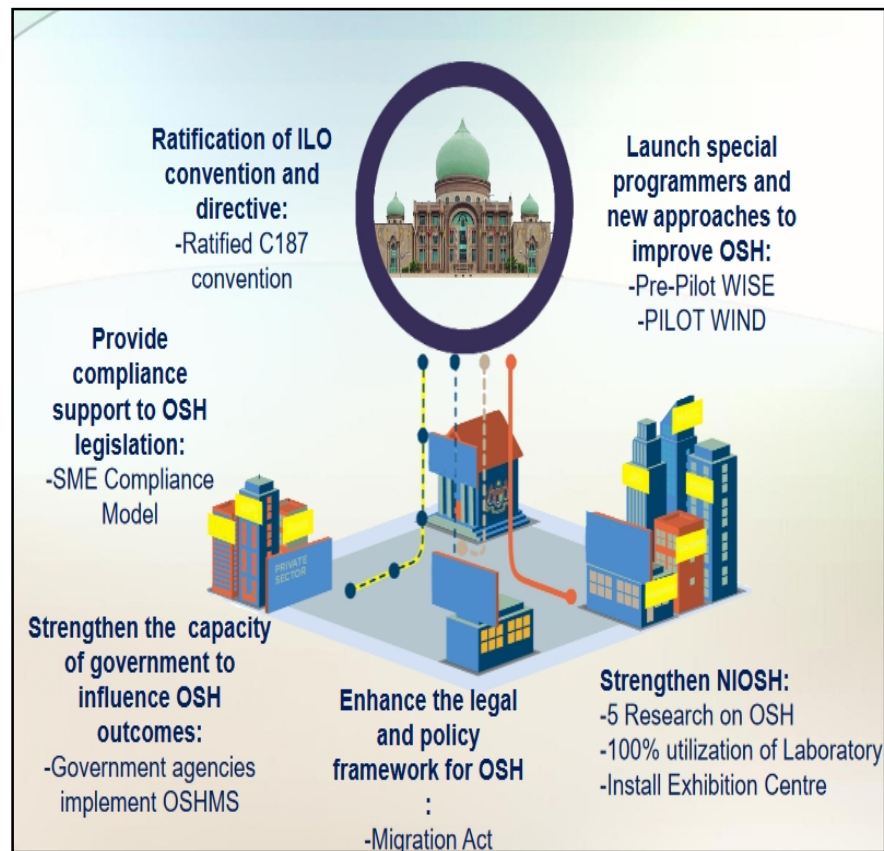 Ratification of ILO
convention and
directive:
-Ratified C187
convention
Launch special
programmers and
new approaches to
improve OSH:
-Pre-Pilot WISE
-PILOT WIND
Provide
compliance
support to OSH
legislation:
-SME Compliance
Model
PRIVATE
SECTOR
Strengthen the capacity
of government to
influence OSH
outcomes:
-Government agencies
implement OSHMS
Enhance the legal
and policy
framework for OSH
:
-Migration Act
Strengthen NIOSH:
-5 Research on OSH
-100% utilization of Laboratory
-Install Exhibition Centre